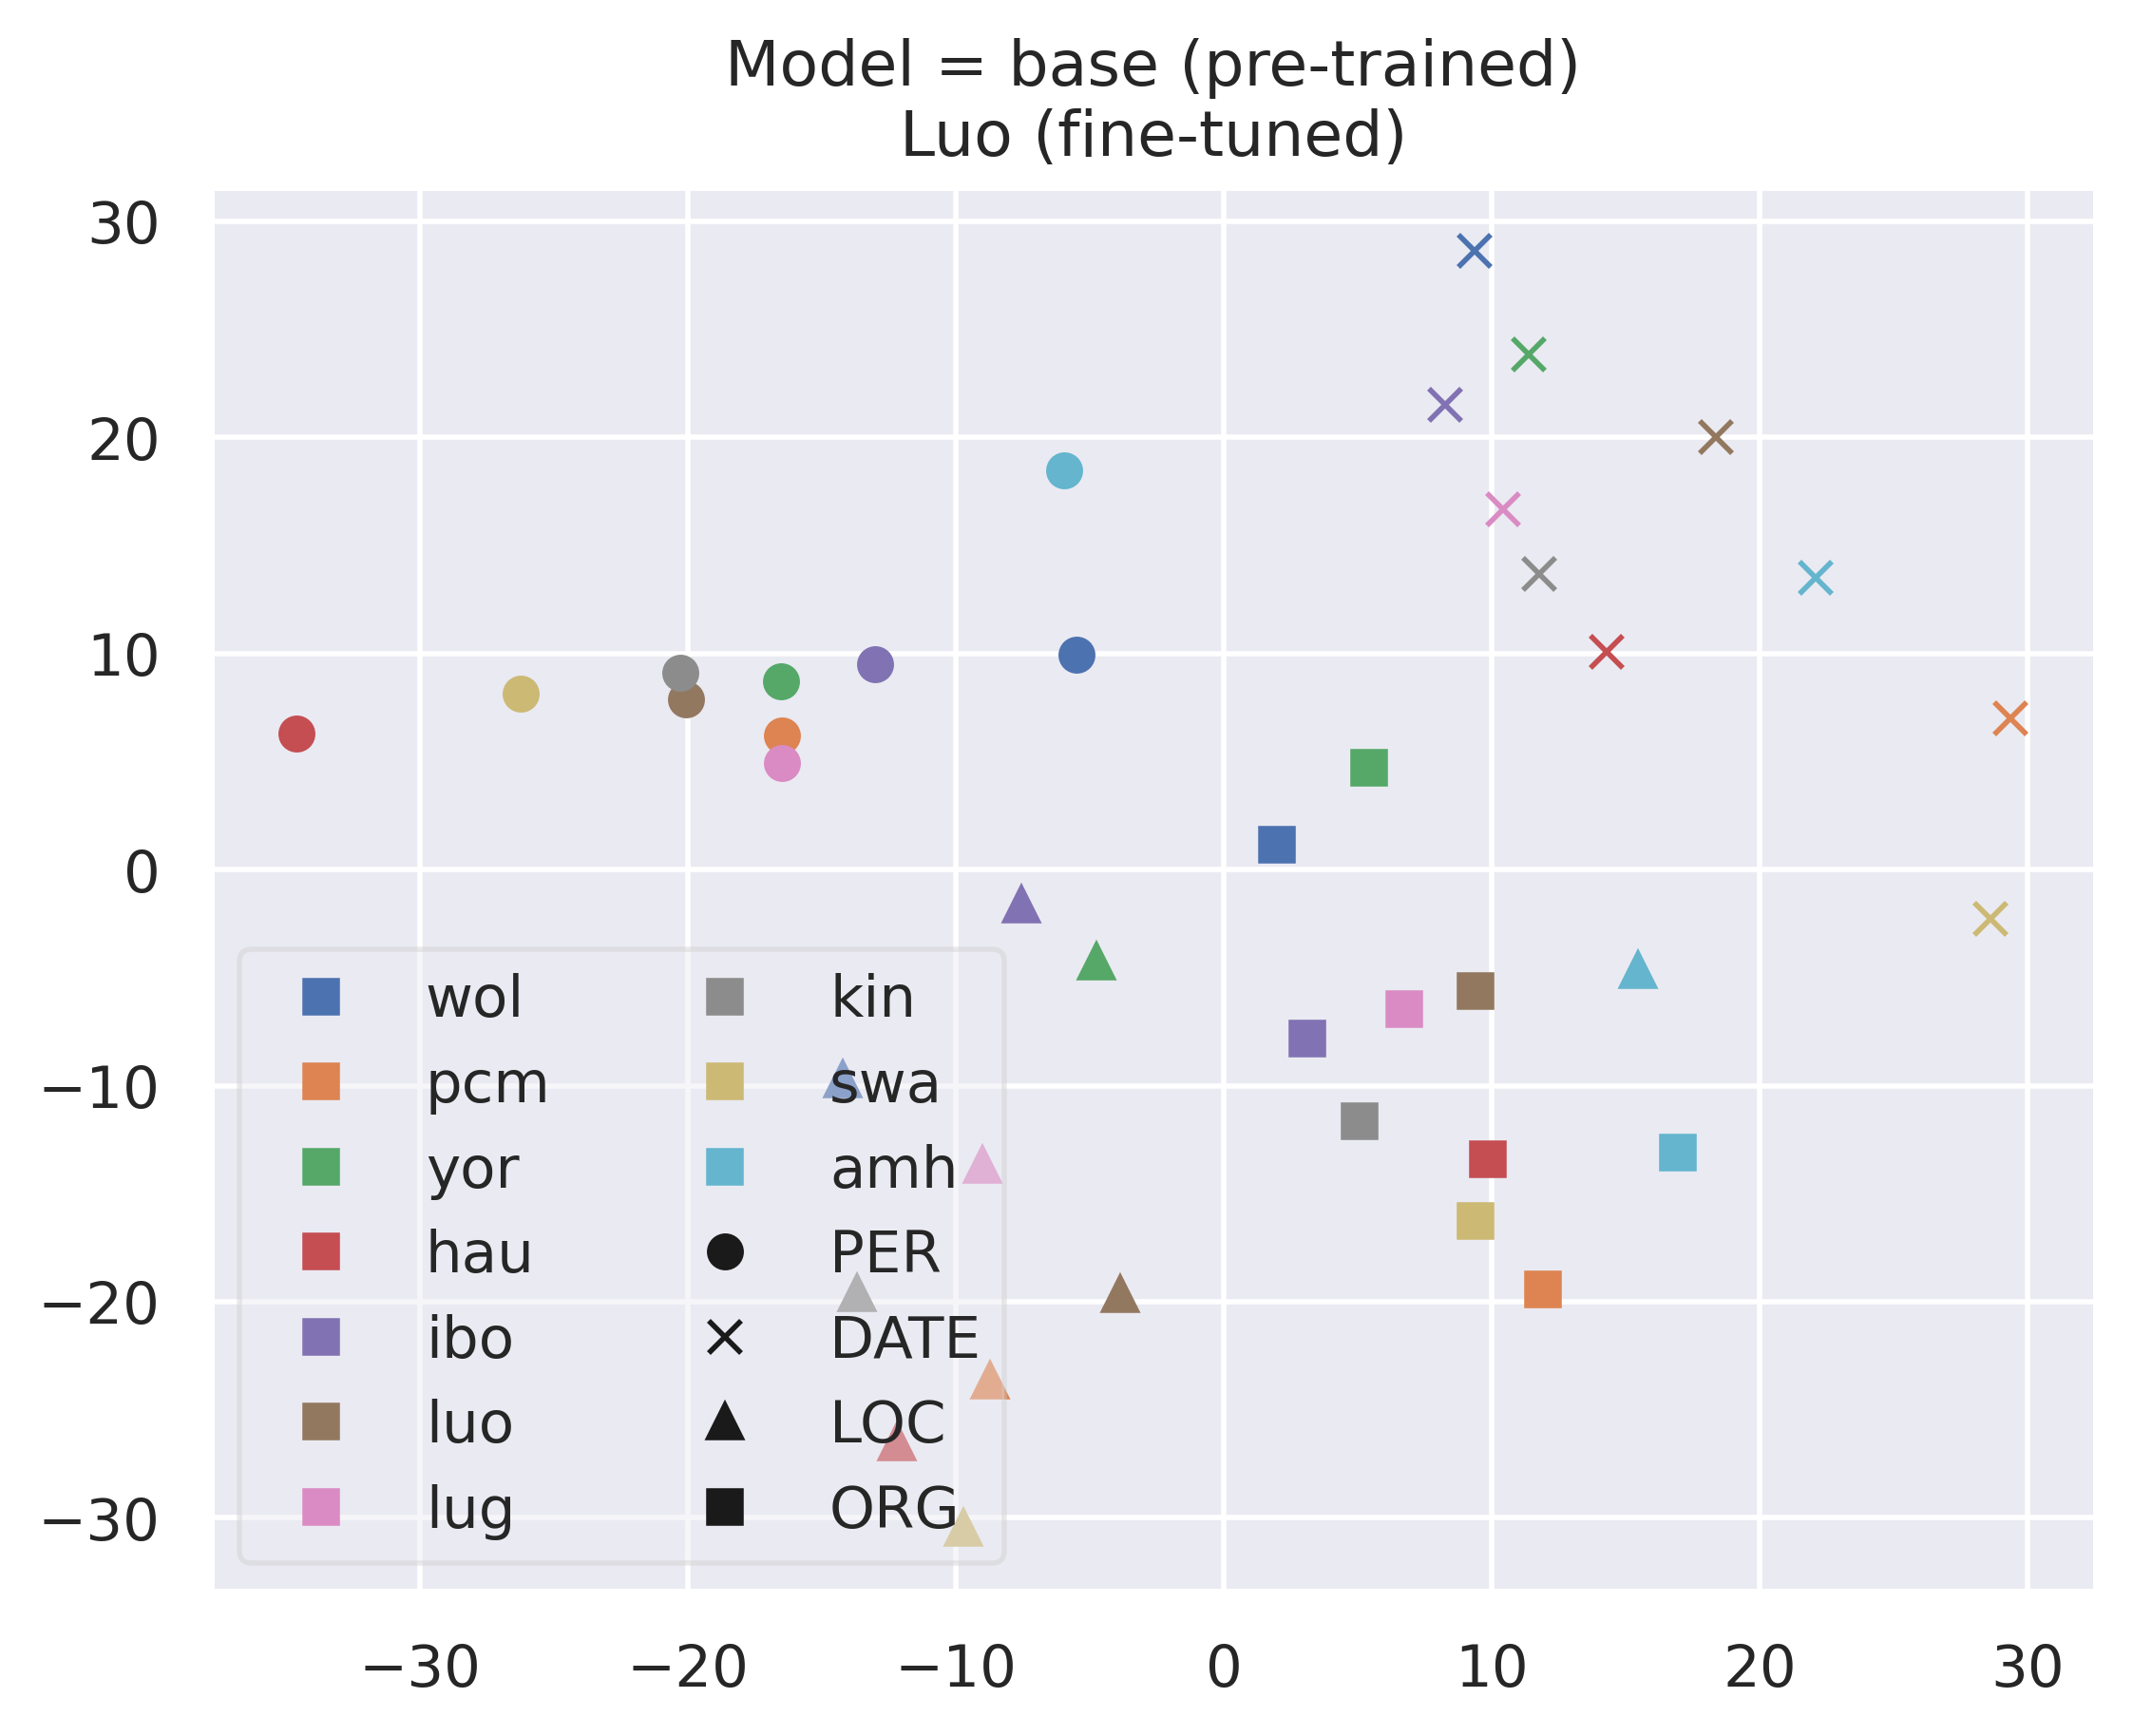 Model = base (pre-trained)
Luo (fine-tuned)
30
20
10
0
−10
−20
−30
wol
pcm
yor
hau
ibo
luo
lug
kin
swa
amh
PER
DATE
LOC
ORG
−30 −20 −10 0 10 20 30